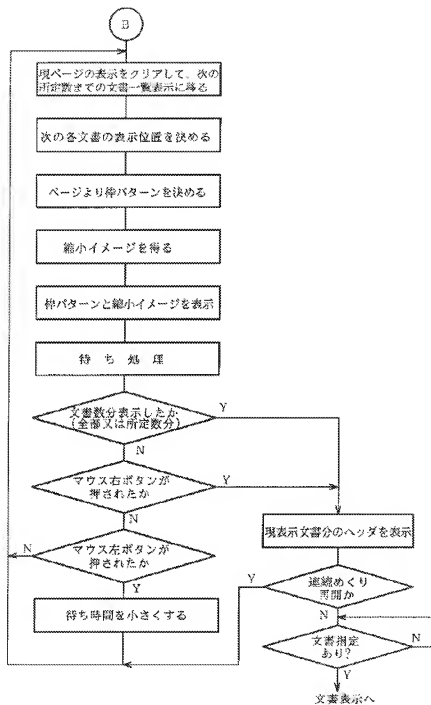 B
現ページの表示をクリアして、次の
所定数までの文書一覧表示に移る
次の各文書の表示位置を決める
ページより枠パターンを決める
縮小イメージを得る
枠パターンと縮小イメージを表示
待ち処理
文書数分表示したか
(全部又は所定数分)
Y
N
マウス右ボタンが
押されたか
Y
N
現表示文書分のヘッダを表示
マウス左ボタンが
押されたか
N
Y
連続めくり
再開か
Y
N
待ち時間を小さくする
文書指定
あり?
N
Y
文書表示へ